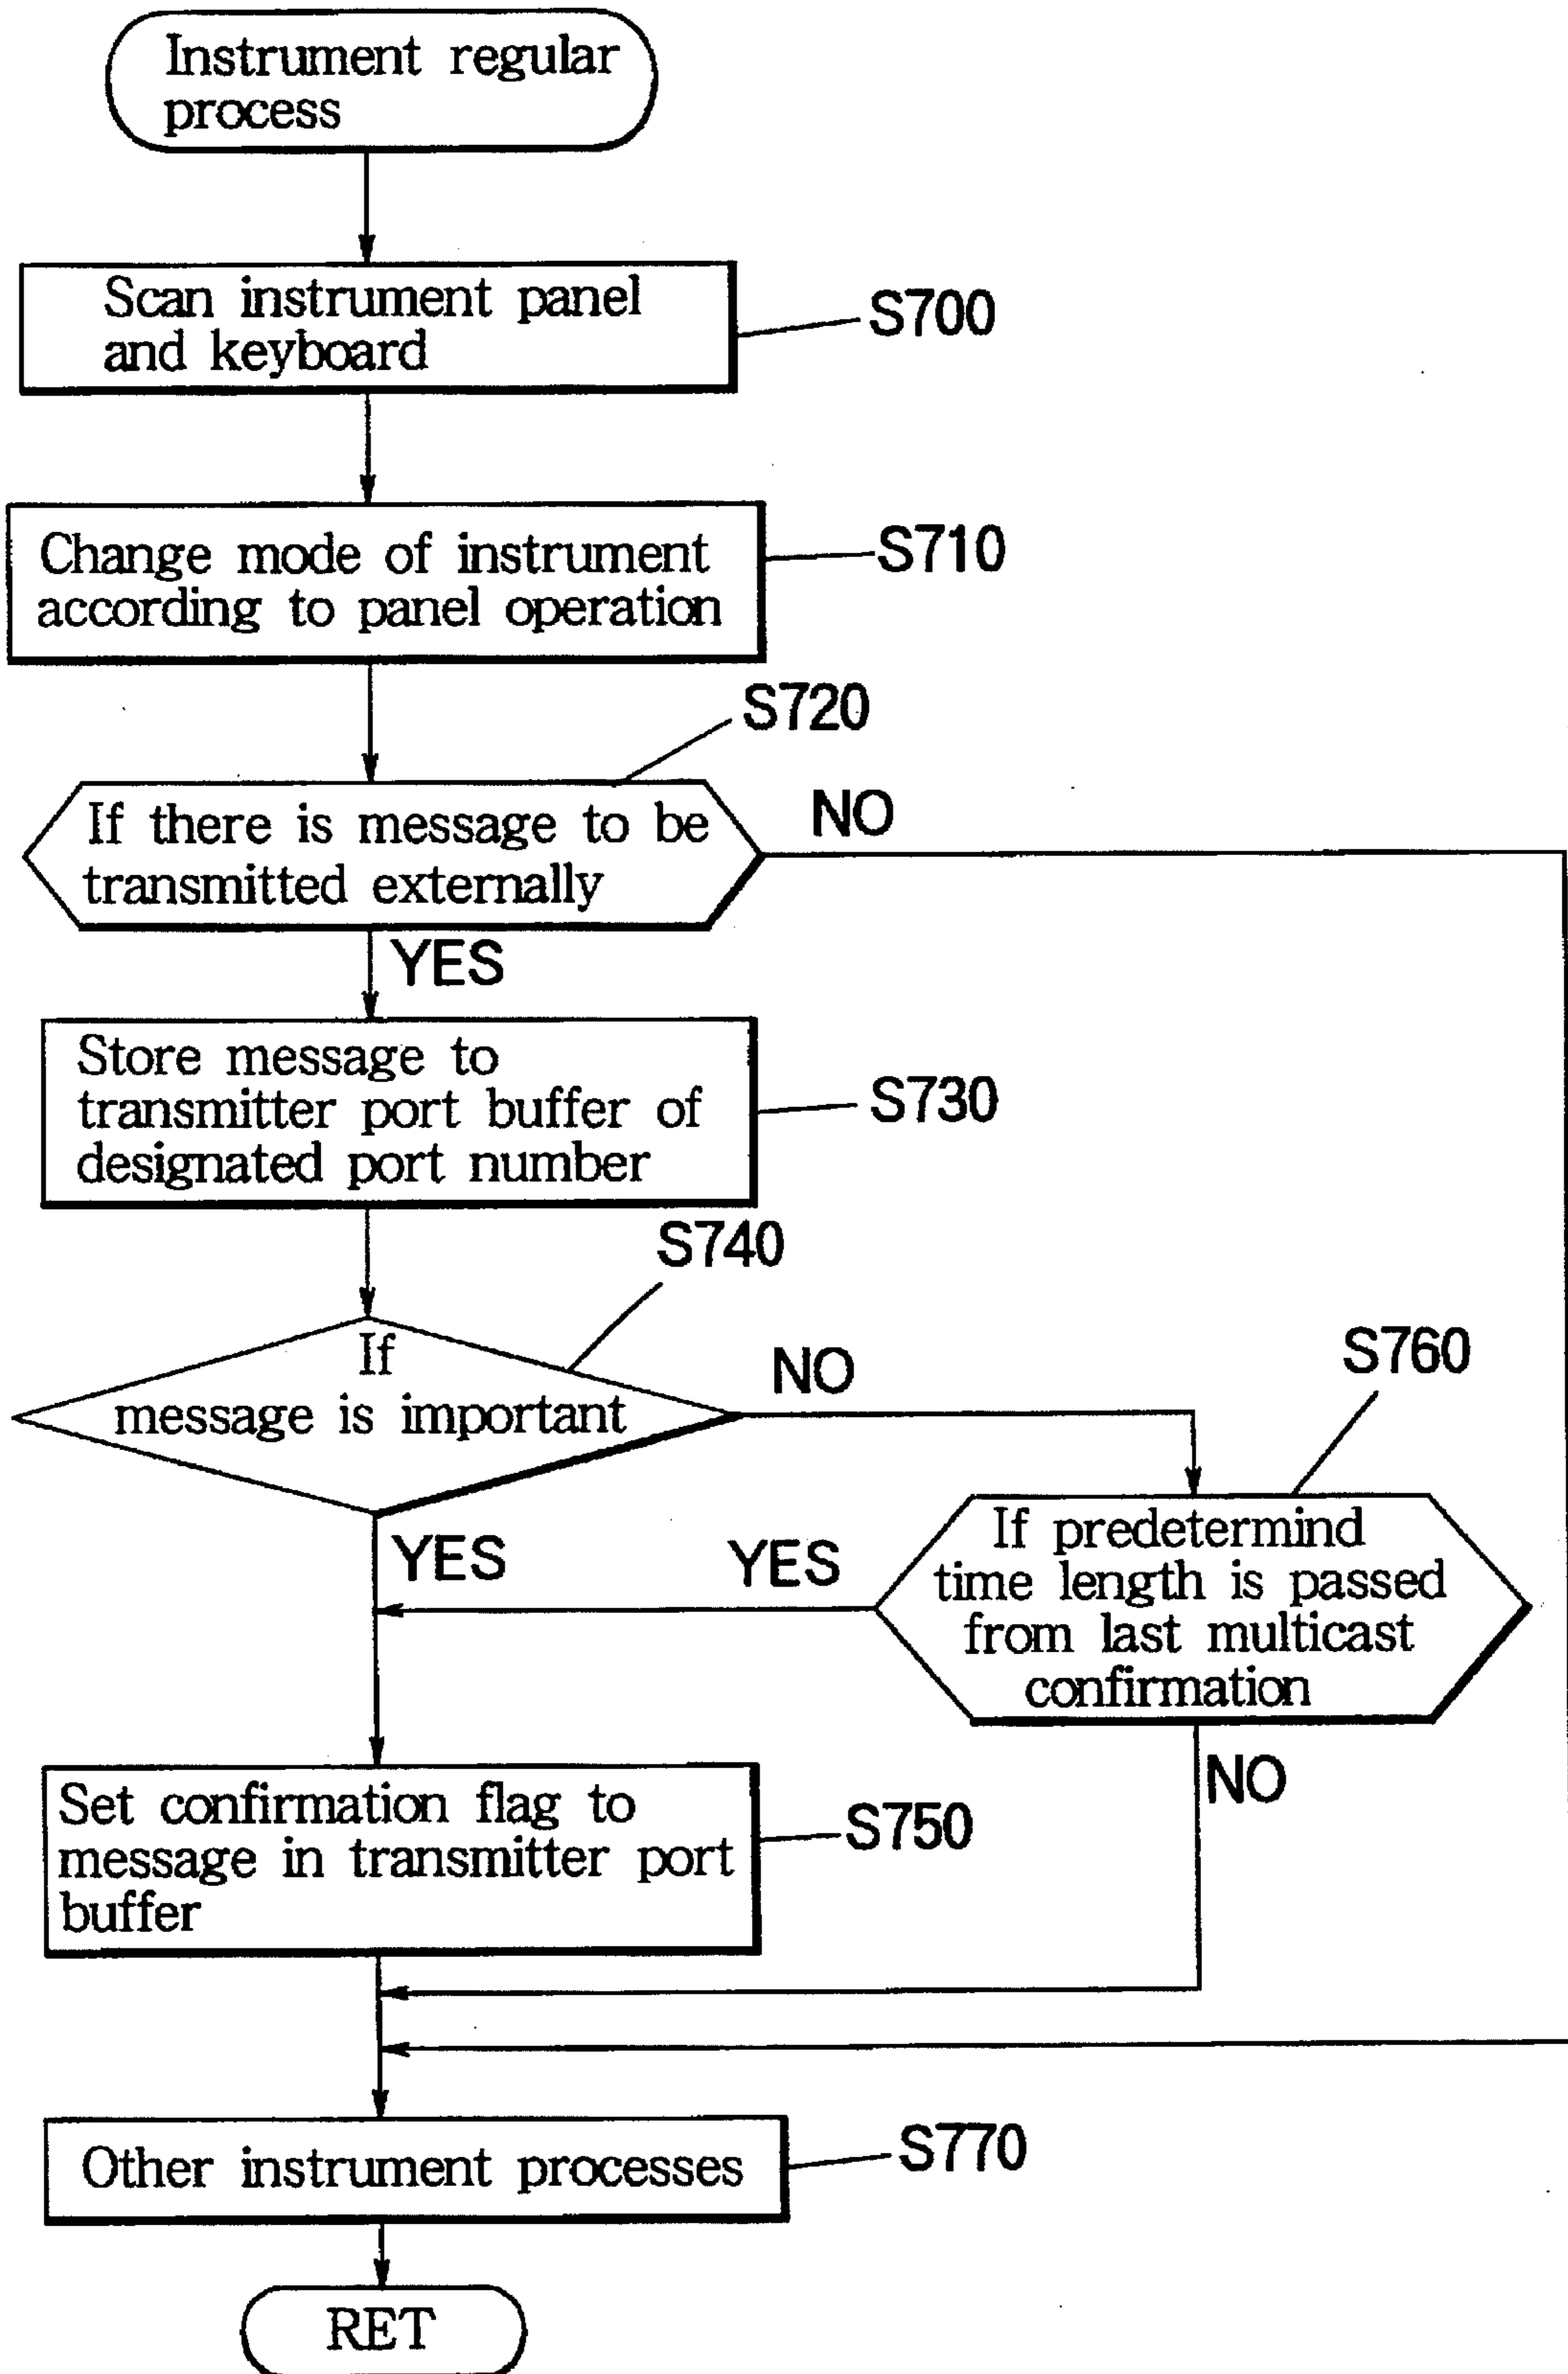 Instrument regular
process
Scan instrument panel
and keyboard
S700
Change mode of instrument
according to panel operation
S710
S720
If there is message to be
transmitted externally
NO
YES
Store message to
transmitter port buffer of
designated port number
S730
S740
If
message is important
NO
S760
YES
YES
If predetermind
time length is passed
from last multicast
confirmation
NO
Set confirmation flag to
message in transmitter port
buffer
S750
Other instrument processes
S770
RET